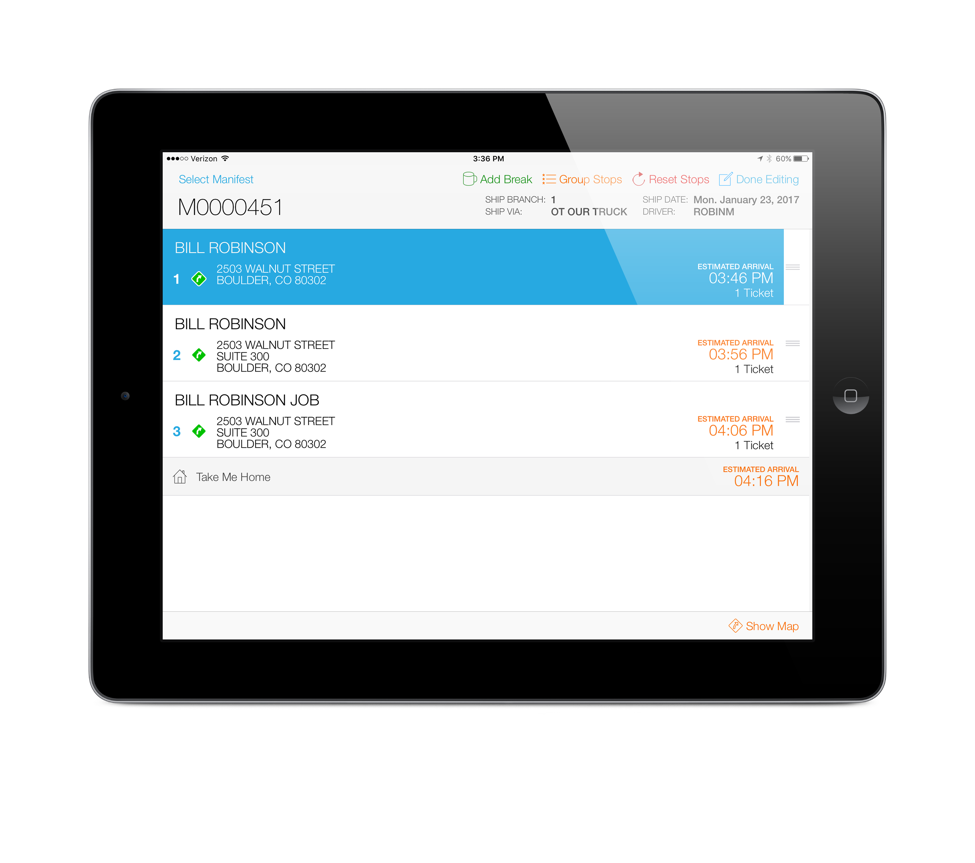 Verizon 3:36 PM 60%
Select Manifest Add Break Group Stops Reset Stops Done Editing
M0000451
SHIP BRANCH: 1 SHIP DATE: Mon. January 23, 2017
SHIP VIA: OT OUR TRUCK DRIVER: ROBINM
BILL ROBINSON
1 2503 WALNUT STREET
BOULDER, CO 80302
ESTIMATED ARRIVAL
03:46 PM
1 Ticket
BILL ROBINSON
2 2503 WALNUT STREET
SUITE 300
BOULDER, CO 80302
ESTIMATED ARRIVAL
03:56 PM
1 Ticket
BILL ROBINSON JOB
3 2503 WALNUT STREET
SUITE 300
BOULDER, CO 80302
ESTIMATED ARRIVAL
04:06 PM
1 Ticket
Take Me Home
ESTIMATED ARRIVAL
04:16 PM
Show Map